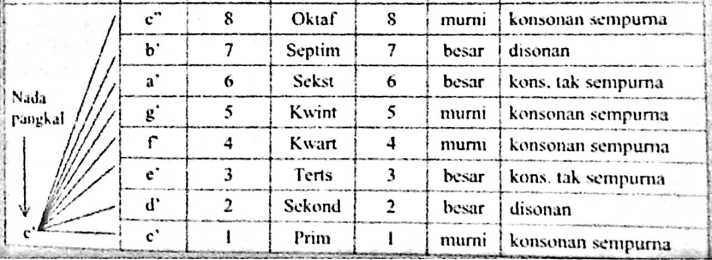 c" 8 Oktaf 8 murni konsonan sempurna
b' 7 Septim 7 besar disonan
a' 6 Sekst 6 besar kons. tak sempurna
Nada
pangkal
g' 5 Kwint 5 murni konsonan sempurna
f' 4 Kwart 4 murni konsonan sempurna
e' 3 Terts 3 besar kons. tak sempurna
d' 2 Sekond 2 besar disonan
c'
c' 1 Prim 1 murni konsonan sempurna